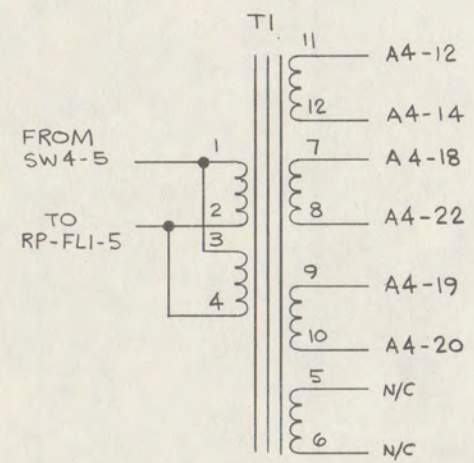 T1
11
A4-12
12
A4-14
FROM
SW4-5
1
7
A4-18
2
8
A4-22
TO
RP-FL1-5
3
4
9
A4-19
10
A4-20
5
N/C
6
N/C